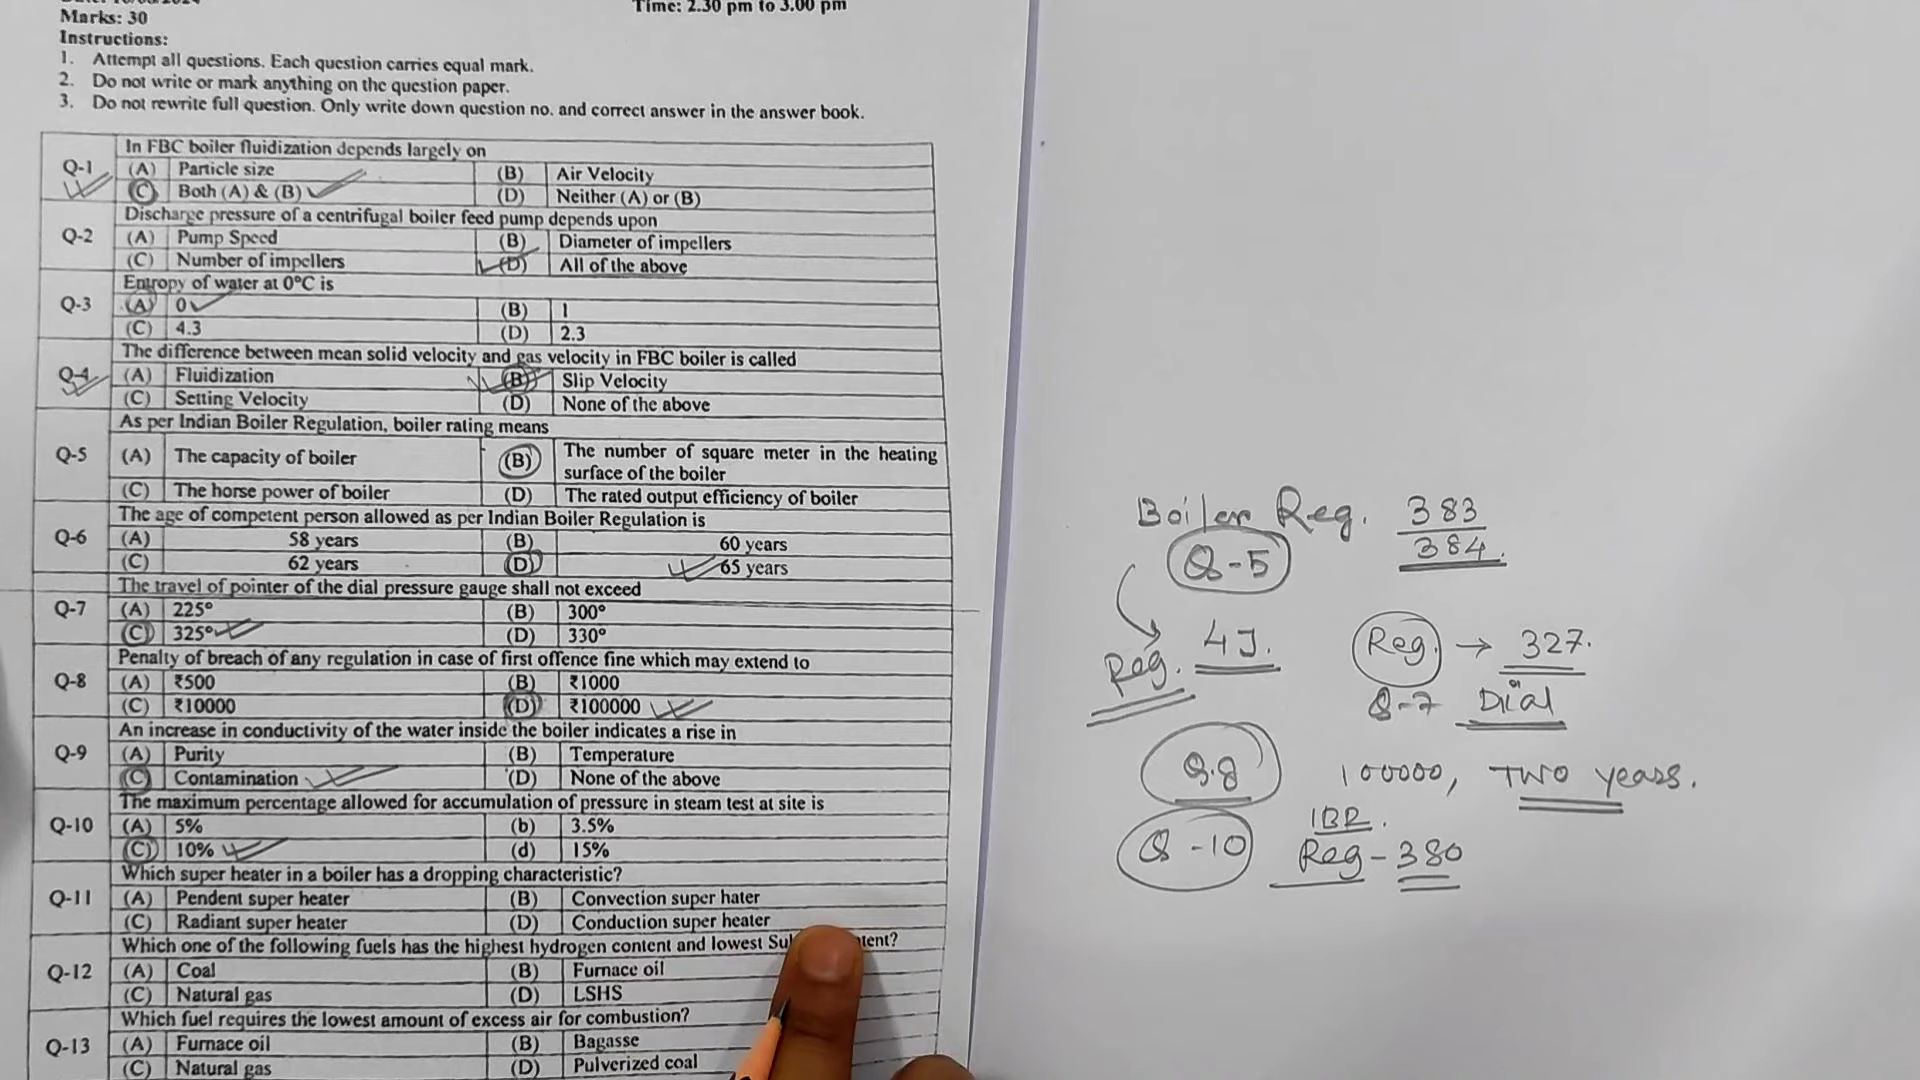 Marks: 30
Time: 2.30 pm to 3.00 pm
Instructions:
1. Attempt all questions. Each question carries equal mark.
2. Do not write or mark anything on the question paper.
3. Do not rewrite full question. Only write down question no. and correct answer in the answer book.
Q-1
In FBC boiler fluidization depends largely on
(A) Particle size (B) Air Velocity
(C) Both (A) & (B) (D) Neither (A) or (B)
Q-2
Discharge pressure of a centrifugal boiler feed pump depends upon
(A) Pump Speed (B) Diameter of impellers
(C) Number of impellers (D) All of the above
Q-3
Entropy of water at 0°C is
(A) 0 (B) 1
(C) 4.3 (D) 2.3
Q-4
The difference between mean solid velocity and gas velocity in FBC boiler is called
(A) Fluidization (B) Slip Velocity
(C) Setting Velocity (D) None of the above
Q-5
As per Indian Boiler Regulation, boiler rating means
(A) The capacity of boiler (B) The number of square meter in the heating
surface of the boiler
(C) The horse power of boiler (D) The rated output efficiency of boiler
Q-6
The age of competent person allowed as per Indian Boiler Regulation is
(A) 58 years (B) 60 years
(C) 62 years (D) 65 years
Q-7
The travel of pointer of the dial pressure gauge shall not exceed
(A) 225° (B) 300°
(C) 325° (D) 330°
Q-8
Penalty of breach of any regulation in case of first offence fine which may extend to
(A) ₹500 (B) ₹1000
(C) ₹10000 (D) ₹100000
Q-9
An increase in conductivity of the water inside the boiler indicates a rise in
(A) Purity (B) Temperature
(C) Contamination (D) None of the above
Q-10
The maximum percentage allowed for accumulation of pressure in steam test at site is
(A) 5% (b) 3.5%
(C) 10% (d) 15%
Q-11
Which super heater in a boiler has a dropping characteristic?
(A) Pendent super heater (B) Convection super hater
(C) Radiant super heater (D) Conduction super heater
Q-12
Which one of the following fuels has the highest hydrogen content and lowest
(A) Coal (B) Furnace oil
(C) Natural gas (D) LSHS
Q-13
Which fuel requires the lowest amount of excess air for combustion?
(A) Furnace oil (B) Bagasse
(C) Natural gas (D) Pulverized coal
Boiler Reg. 383
384.
Q-5
Reg. 4J.
Reg. → 327.
Q-7 Dial
Q.8 100000, TWO years.
IBR.
Q-10 Reg-380